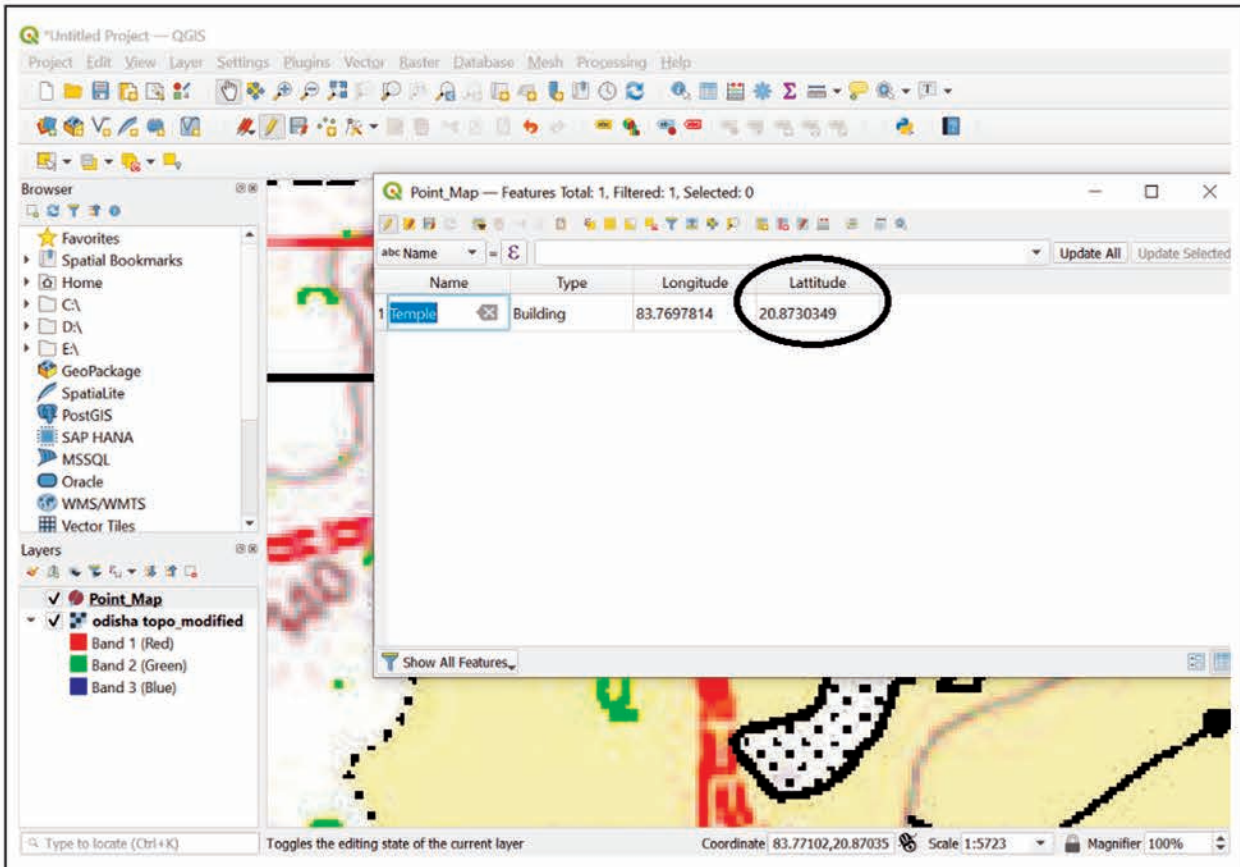 *Untitled Project — QGIS
Project Edit View Layer Settings Plugins Vector Raster Database Mesh Processing Help
Browser
Favorites
Spatial Bookmarks
Home
C:\
D:\
E:\
GeoPackage
SpatiaLite
PostGIS
SAP HANA
MSSQL
Oracle
WMS/WMTS
Vector Tiles
Layers
Point_Map
odisha topo_modified
Band 1 (Red)
Band 2 (Green)
Band 3 (Blue)
Point_Map — Features Total: 1, Filtered: 1, Selected: 0
abc Name = ε Update All Update Selected
Name Type Longitude Lattitude
1 Temple Building 83.7697814 20.8730349
Show All Features
Type to locate (Ctrl+K) Toggles the editing state of the current layer Coordinate 83.77102,20.87035 Scale 1:5723 Magnifier 100%